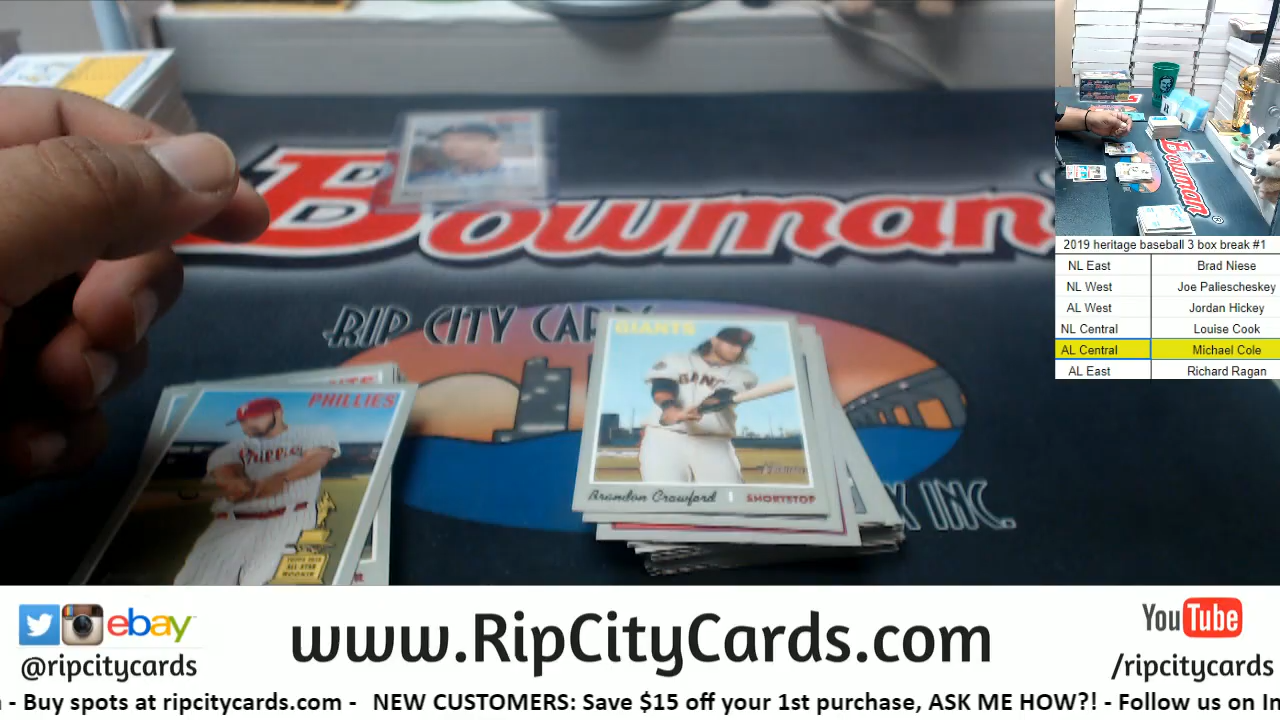 Bowman
RIP CITY CAR
K INC.
GIANTS
Brandon Crawford
SHORTSTOP
PHILLIES
Phillies
Bowman
2019 heritage baseball 3 box break #1
NL East Brad Niese
NL West Joe Paliescheskey
AL West Jordan Hickey
NL Central Louise Cook
AL Central Michael Cole
AL East Richard Ragan
ebay
@ripcitycards
www.RipCityCards.com
YouTube
/ripcitycards
- Buy spots at ripcitycards.com - NEW CUSTOMERS: Save $15 off your 1st purchase, ASK ME HOW?! - Follow us on In